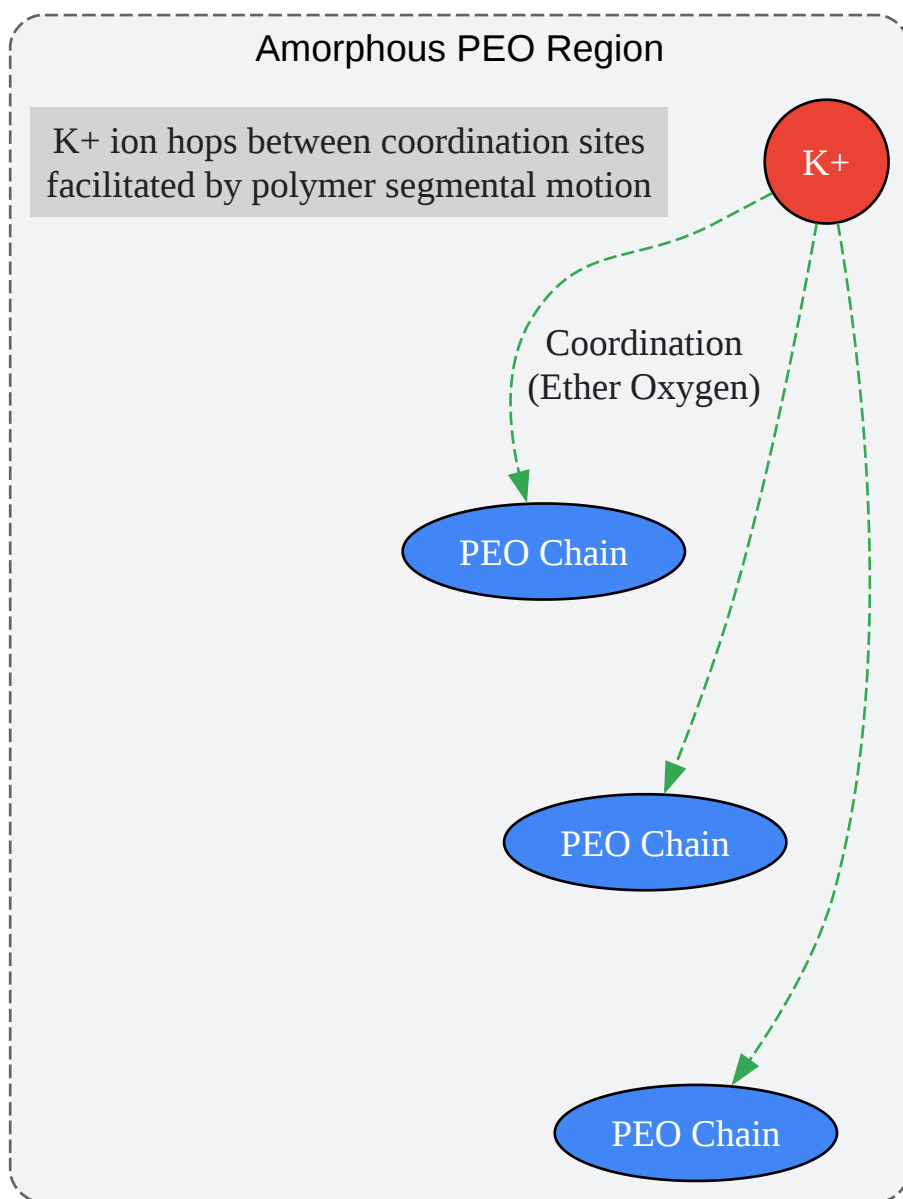 Amorphous PEO Region
K+ ion hops between coordination sites
facilitated by polymer segmental motion
K+
Coordination
(Ether Oxygen)
PEO Chain
PEO Chain
PEO Chain